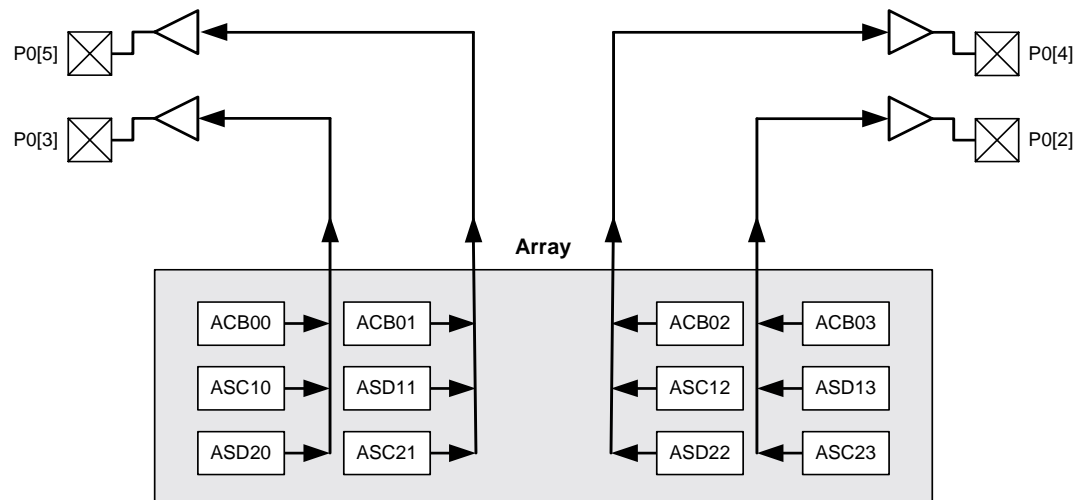 P0[5]
P0[4]
P0[3]
P0[2]
Array
ACB00 ACB01 ACB02 ACB03
ASC10 ASD11 ASC12 ASD13
ASD20 ASC21 ASD22 ASC23